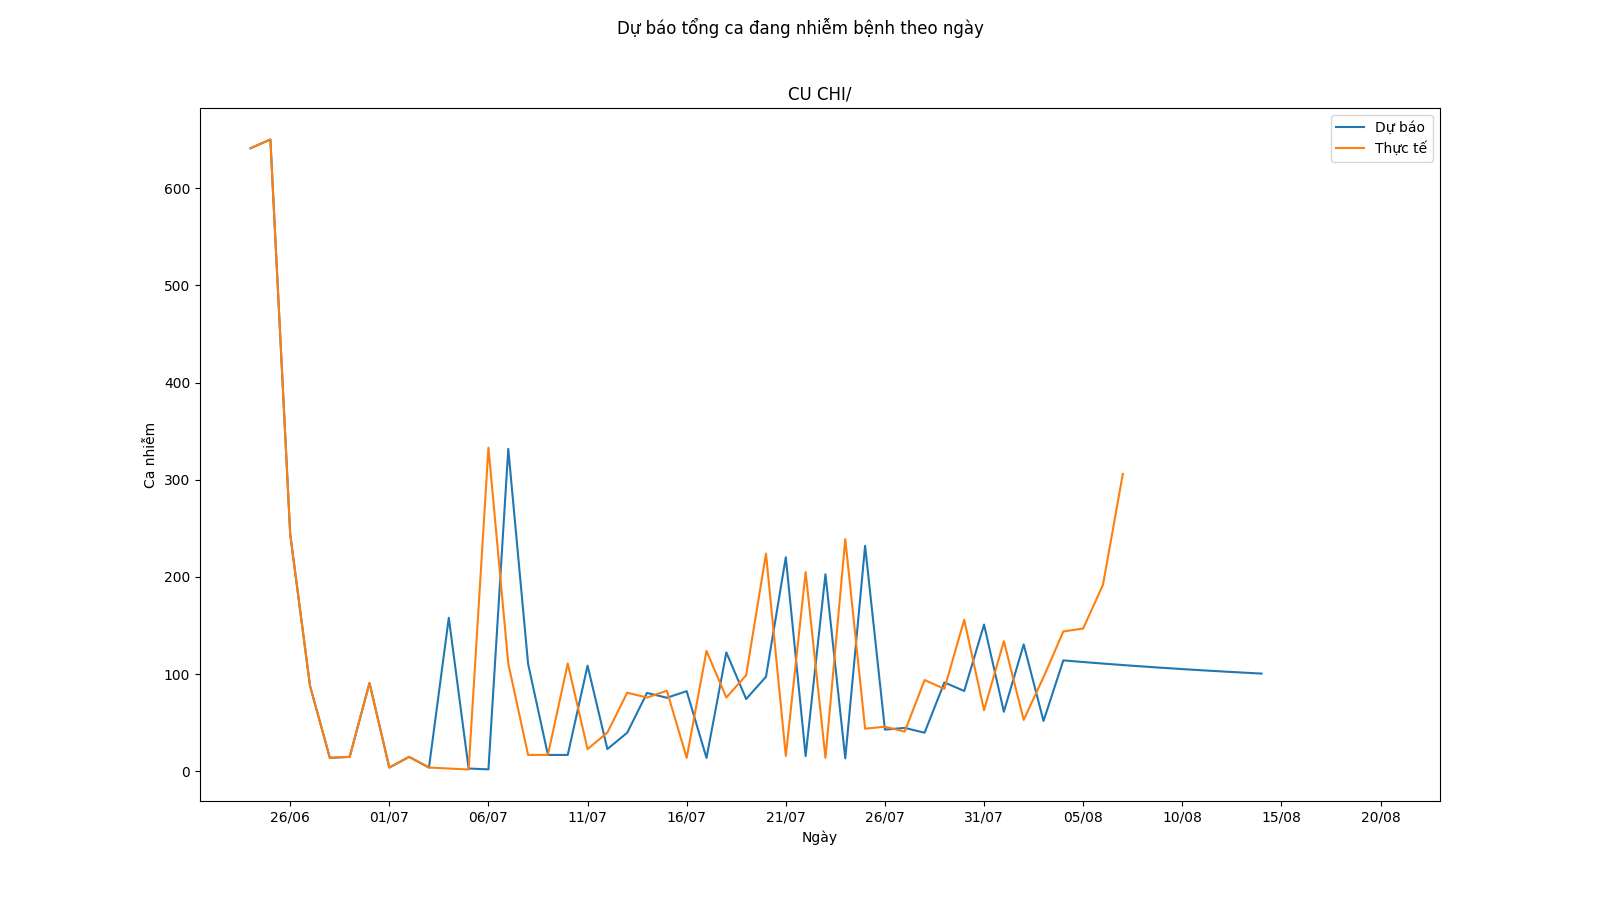 Dự báo tổng ca đang nhiễm bệnh theo ngày
CU CHI/
Dự báo
Thực tế
600
500
400
300
200
100
0
Ca nhiễm
26/06 01/07 06/07 11/07 16/07 21/07 26/07 31/07 05/08 10/08 15/08 20/08
Ngày